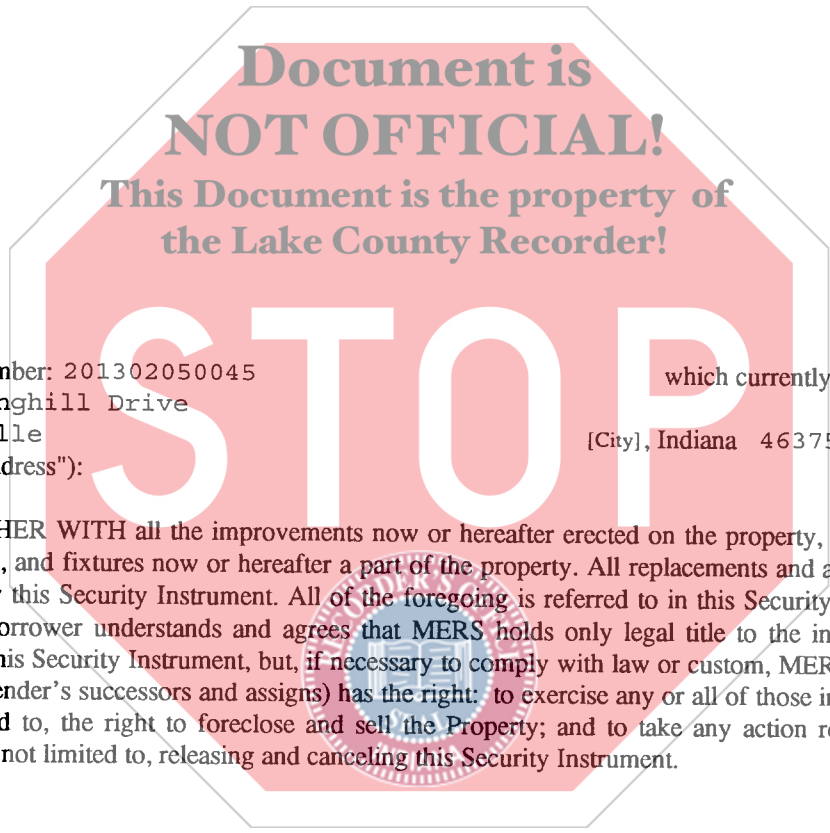 Document is
NOT OFFICIAL!
This Document is the property of
the Lake County Recorder!
STOP
mber: 201302050045 which currently
nghill Drive
lle [City], Indiana 46375
dress"):
HER WITH all the improvements now or hereafter erected on the property,
, and fixtures now or hereafter a part of the property. All replacements and a
this Security Instrument. All of the foregoing is referred to in this Security
orrower understands and agrees that MERS holds only legal title to the in
his Security Instrument, but, if necessary to comply with law or custom, MER
ender's successors and assigns) has the right: to exercise any or all of those in
d to, the right to foreclose and sell the Property; and to take any action re
not limited to, releasing and canceling this Security Instrument.
RECORDER'S OFFICE
SEAL
INDIANA